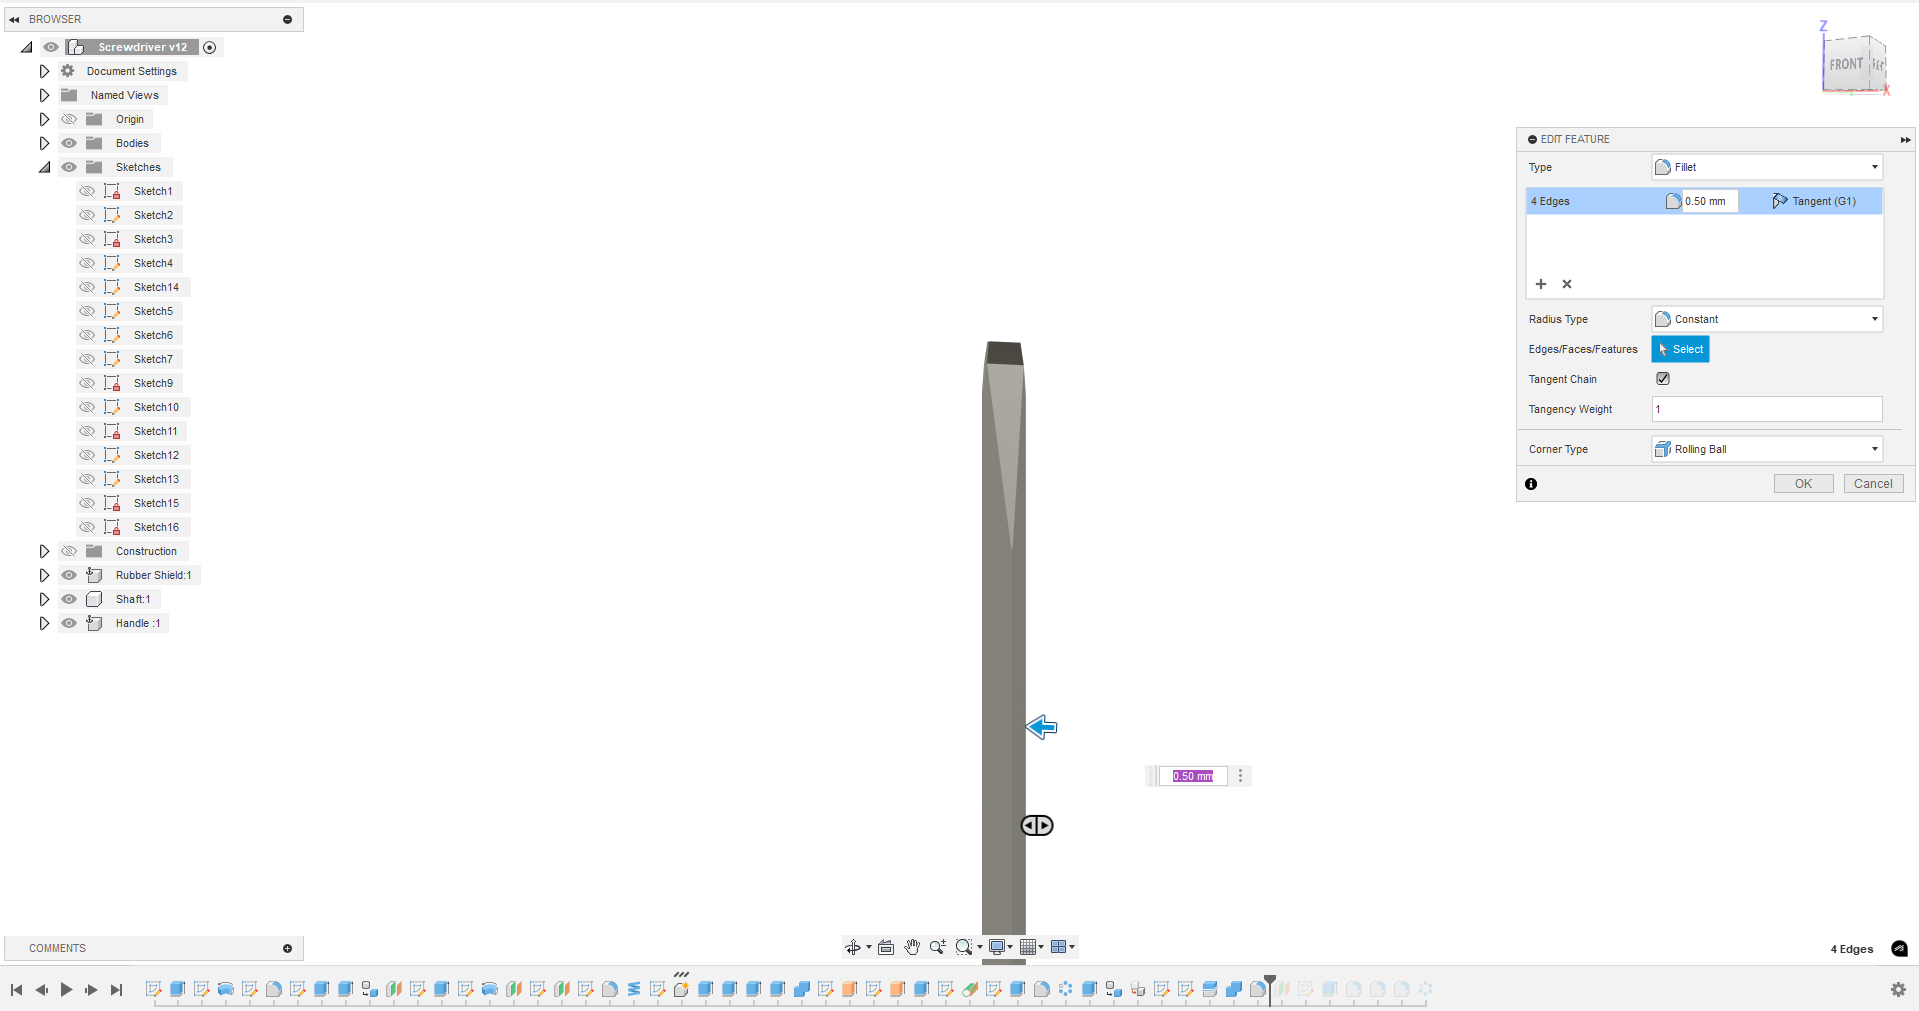 BROWSER
Screwdriver v12
Document Settings
Named Views
Origin
Bodies
Sketches
Sketch1
Sketch2
Sketch3
Sketch4
Sketch14
Sketch5
Sketch6
Sketch7
Sketch9
Sketch10
Sketch11
Sketch12
Sketch13
Sketch15
Sketch16
Construction
Rubber Shield:1
Shaft:1
Handle :1
Z
FRONT
X
EDIT FEATURE
Type Fillet
4 Edges 0.50 mm Tangent (G1)
Radius Type Constant
Edges/Faces/Features Select
Tangent Chain
Tangency Weight 1
Corner Type Rolling Ball
OK Cancel
0.50 mm
COMMENTS
4 Edges